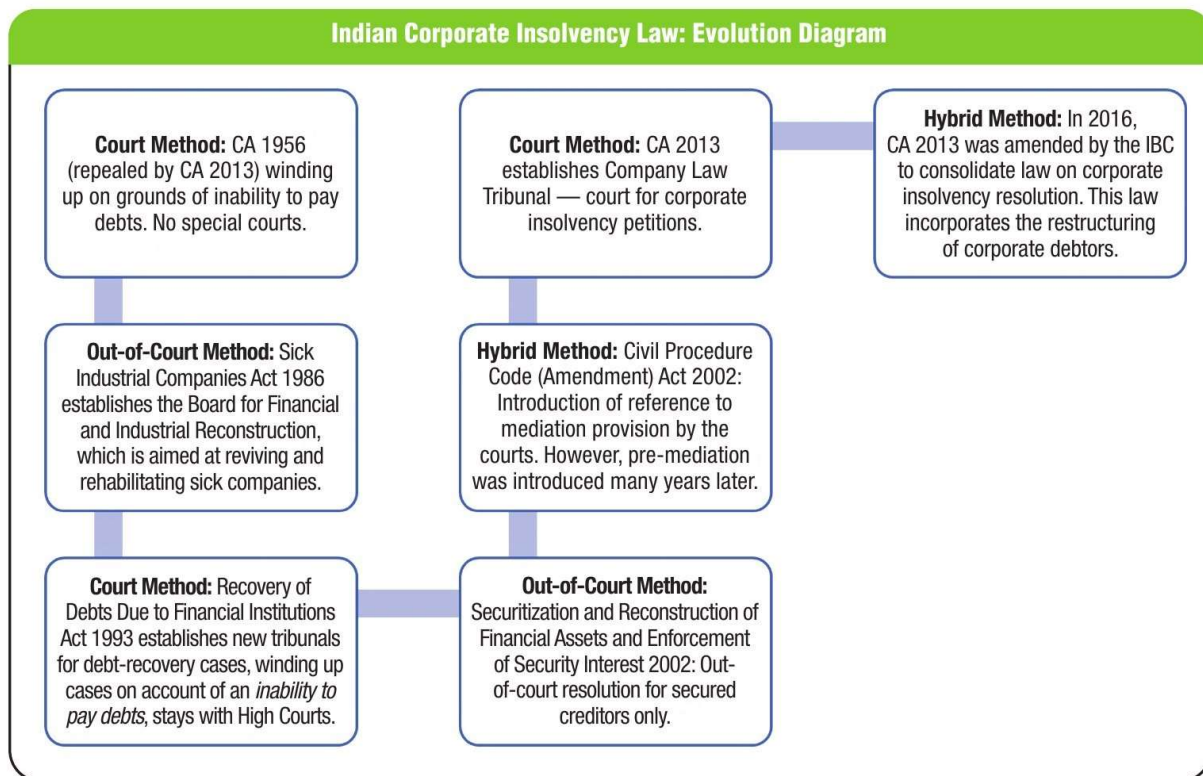 Indian Corporate Insolvency Law: Evolution Diagram
Court Method: CA 1956
(repealed by CA 2013) winding
up on grounds of inability to pay
debts. No special courts.
Out-of-Court Method: Sick
Industrial Companies Act 1986
establishes the Board for Financial
and Industrial Reconstruction,
which is aimed at reviving and
rehabilitating sick companies.
Court Method: Recovery of
Debts Due to Financial Institutions
Act 1993 establishes new tribunals
for debt-recovery cases, winding up
cases on account of an inability to
pay debts, stays with High Courts.
Out-of-Court Method:
Securitization and Reconstruction of
Financial Assets and Enforcement
of Security Interest 2002: Out-
of-court resolution for secured
creditors only.
Hybrid Method: Civil Procedure
Code (Amendment) Act 2002:
Introduction of reference to
mediation provision by the
courts. However, pre-mediation
was introduced many years later.
Court Method: CA 2013
establishes Company Law
Tribunal — court for corporate
insolvency petitions.
Hybrid Method: In 2016,
CA 2013 was amended by the IBC
to consolidate law on corporate
insolvency resolution. This law
incorporates the restructuring
of corporate debtors.